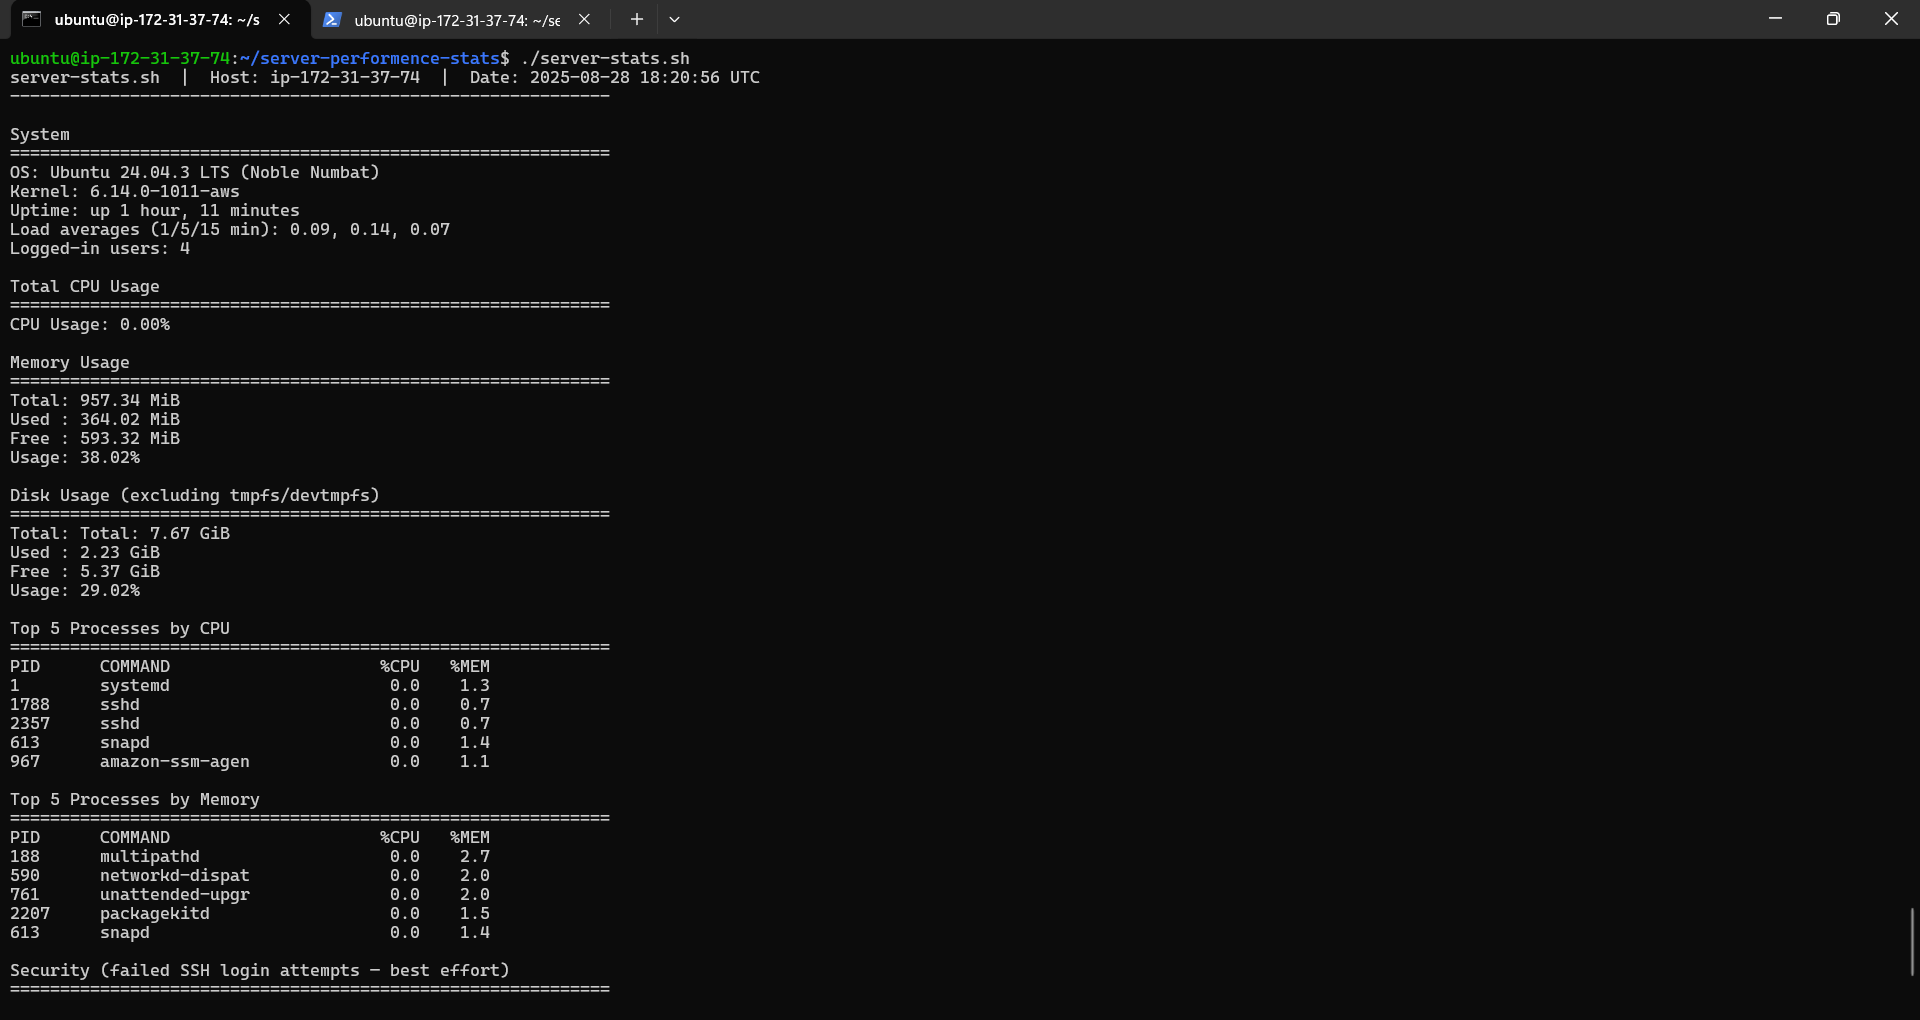 ubuntu@ip-172-31-37-74: ~/s
ubuntu@ip-172-31-37-74: ~/se
ubuntu@ip-172-31-37-74:~/server-performence-stats$ ./server-stats.sh
server-stats.sh  |  Host: ip-172-31-37-74  |  Date: 2025-08-28 18:20:56 UTC
------------------------------------------------------------
System
============================================================
OS: Ubuntu 24.04.3 LTS (Noble Numbat)
Kernel: 6.14.0-1011-aws
Uptime: up 1 hour, 11 minutes
Load averages (1/5/15 min): 0.09, 0.14, 0.07
Logged-in users: 4
Total CPU Usage
============================================================
CPU Usage: 0.00%
Memory Usage
============================================================
Total: 957.34 MiB
Used : 364.02 MiB
Free : 593.32 MiB
Usage: 38.02%
Disk Usage (excluding tmpfs/devtmpfs)
============================================================
Total: Total: 7.67 GiB
Used : 2.23 GiB
Free : 5.37 GiB
Usage: 29.02%
Top 5 Processes by CPU
============================================================
PID      COMMAND                     %CPU   %MEM
1        systemd                      0.0    1.3
1788     sshd                         0.0    0.7
2357     sshd                         0.0    0.7
613      snapd                        0.0    1.4
967      amazon-ssm-agen              0.0    1.1
Top 5 Processes by Memory
============================================================
PID      COMMAND                     %CPU   %MEM
188      multipathd                   0.0    2.7
590      networkd-dispat              0.0    2.0
761      unattended-upgr              0.0    2.0
2207     packagekitd                  0.0    1.5
613      snapd                        0.0    1.4
Security (failed SSH login attempts – best effort)
============================================================